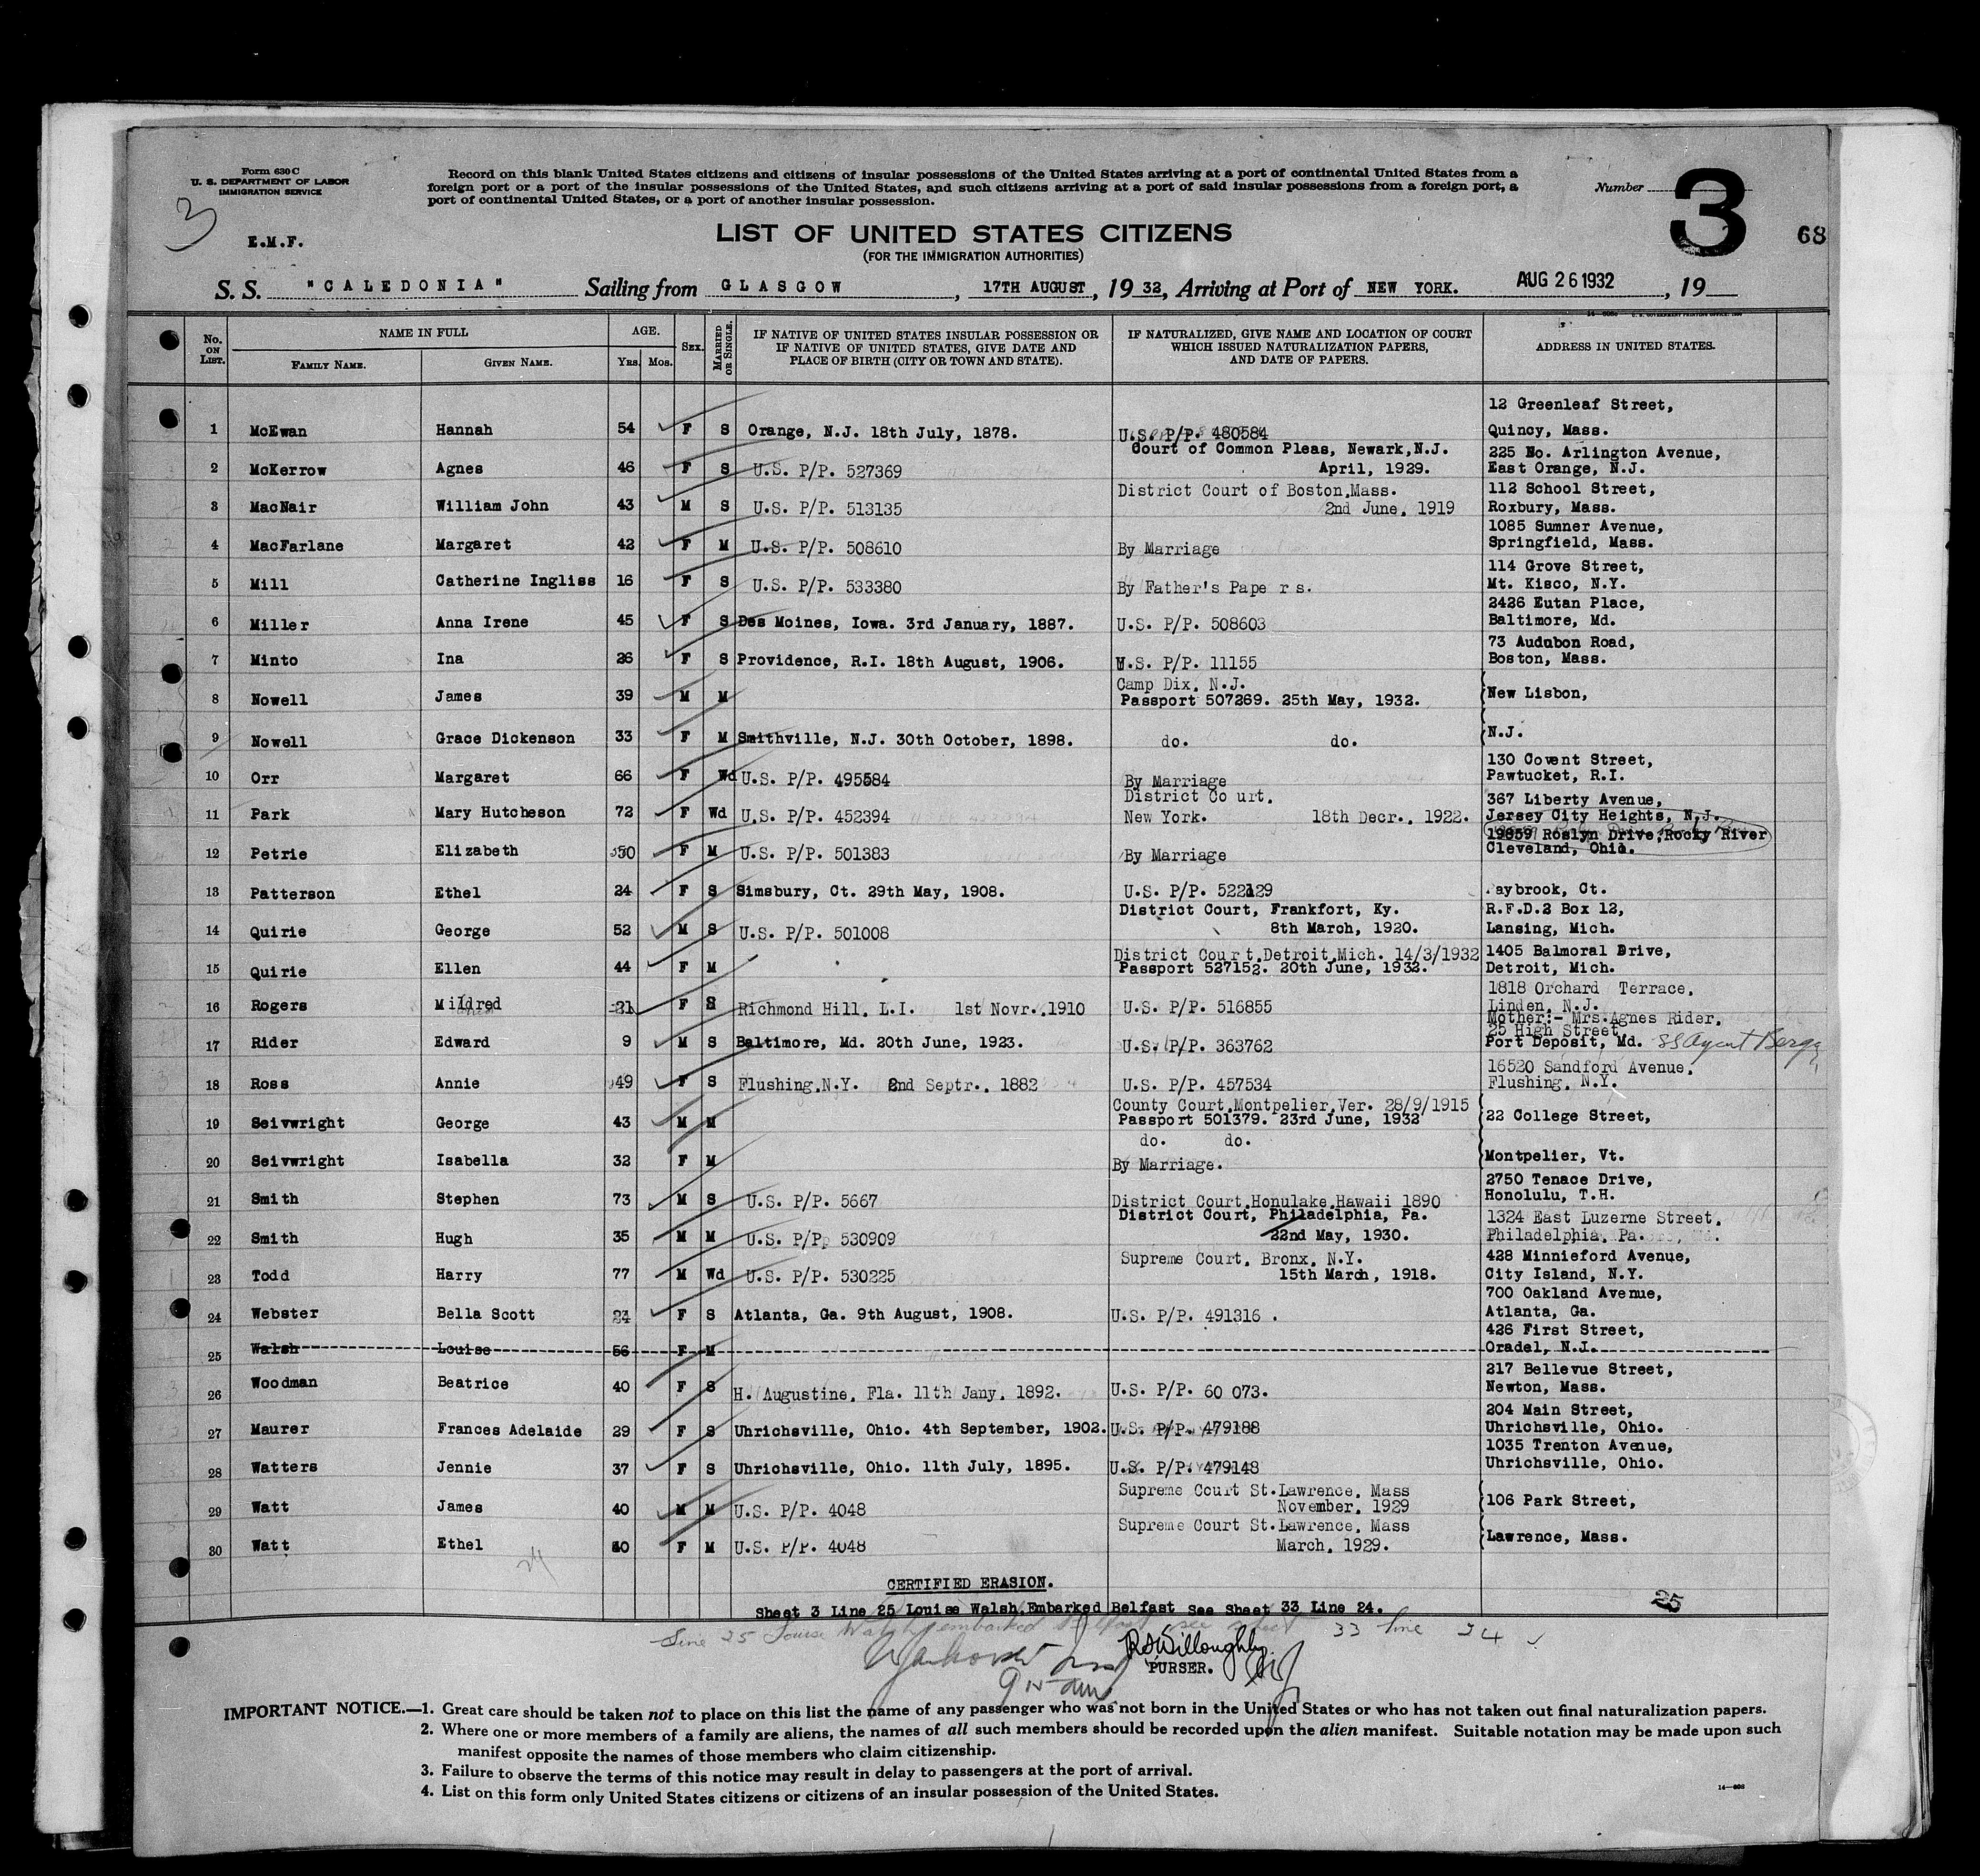 Form 630 C
U. S. DEPARTMENT OF LABOR
IMMIGRATION SERVICE
3
E.M.F.
Record on this blank United States citizens and citizens of insular possessions of the United States arriving at a port of continental United States from a
foreign port or a port of the insular possessions of the United States, and such citizens arriving at a port of said insular possessions from a foreign port, a
port of continental United States, or a port of another insular possession.
Number 3
68
LIST OF UNITED STATES CITIZENS
(FOR THE IMMIGRATION AUTHORITIES)
S. S. "CALEDONIA" Sailing from GLASGOW, 17TH AUGUST, 1932, Arriving at Port of NEW YORK. AUG 26 1932, 19
No. ON LIST. NAME IN FULL FAMILY NAME. GIVEN NAME. AGE. Yrs. Mos. SEX. MARRIED OR SINGLE. IF NATIVE OF UNITED STATES INSULAR POSSESSION OR IF NATIVE OF UNITED STATES, GIVE DATE AND PLACE OF BIRTH (CITY OR TOWN AND STATE). IF NATURALIZED, GIVE NAME AND LOCATION OF COURT WHICH ISSUED NATURALIZATION PAPERS, AND DATE OF PAPERS. ADDRESS IN UNITED STATES.
12 Greenleaf Street,
1 McEwan Hannah 54 F S Orange, N.J. 18th July, 1878. U.S. P/P. 480584 Quincy, Mass.
Court of Common Pleas, Newark, N.J. 225 No. Arlington Avenue,
2 McKerrow Agnes 46 F S U.S. P/P. 527369 April, 1929. East Orange, N.J.
District Court of Boston, Mass. 112 School Street,
3 MacNair William John 43 M S U.S. P/P. 513135 2nd June, 1919 Roxbury, Mass.
1085 Sumner Avenue,
4 MacFarlane Margaret 42 F M U.S. P/P. 508610 By Marriage Springfield, Mass.
114 Grove Street,
5 Mill Catherine Ingliss 16 F S U.S. P/P. 533380 By Father's Pape r s. Mt. Kisco, N.Y.
2426 Eutan Place,
6 Miller Anna Irene 45 F S Des Moines, Iowa. 3rd January, 1887. U.S. P/P. 508603 Baltimore, Md.
73 Audubon Road,
7 Minto Ina 26 F S Providence, R.I. 18th August, 1906. U.S. P/P. 11155 Boston, Mass.
Camp Dix, N.J.
8 Nowell James 39 M M Passport 507269. 25th May, 1932. New Lisbon,
9 Nowell Grace Dickenson 33 F M Smithville, N.J. 30th October, 1898. do. do. N.J.
130 Covent Street,
10 Orr Margaret 66 F Wd U.S. P/P. 495584 By Marriage Pawtucket, R.I.
District Co urt. 367 Liberty Avenue,
11 Park Mary Hutcheson 72 F Wd U.S. P/P. 452394 New York. 18th Decr., 1922. Jersey City Heights, N.J.
19859 Roslyn Drive, Rocky River
12 Petrie Elizabeth 50 F M U.S. P/P. 501383 By Marriage Cleveland, Ohio.
13 Patterson Ethel 24 F S Simsbury, Ct. 29th May, 1908. U.S. P/P. 522129 aybrook, Ct.
District Court, Frankfort, Ky. R.F.D.2 Box 12,
14 Quirie George 52 M S U.S. P/P. 501008 8th March, 1920. Lansing, Mich.
District Court, Detroit, Mich. 14/3/1932 1405 Balmoral Drive,
15 Quirie Ellen 44 F M Passport 527152. 20th June, 1932. Detroit, Mich.
1818 Orchard Terrace,
16 Rogers Mildred 21 F S Richmond Hill, L.I. 1st Novr., 1910 U.S. P/P. 516855 Linden, N.J.
Mother:- Mrs. Agnes Rider,
25 High Street
17 Rider Edward 9 M S Baltimore, Md. 20th June, 1923. U.S. P/P. 363762 Port Deposit, Md. SS Agent
16520 Sandford Avenue,
18 Ross Annie 49 F S Flushing, N.Y. 2nd Septr., 1882 U.S. P/P. 457534 Flushing, N.Y.
County Court, Montpelier, Ver. 28/9/1915
19 Seivwright George 43 M M Passport 501379. 23rd June, 1932 22 College Street,
do. do.
20 Seivwright Isabella 32 F M By Marriage. Montpelier, Vt.
2750 Tenace Drive,
21 Smith Stephen 73 M S U.S. P/P. 5667 District Court, Honulake, Hawaii 1890 Honolulu, T.H.
District Court, Philadelphia, Pa. 1324 East Luzerne Street,
22 Smith Hugh 35 M M U.S. P/P. 530909 22nd May, 1930. Philadelphia, Pa.
Supreme Court, Bronx, N.Y. 428 Minnieford Avenue,
23 Todd Harry 77 M Wd U.S. P/P. 530225 15th March, 1918. City Island, N.Y.
700 Oakland Avenue,
24 Webster Bella Scott 24 F S Atlanta, Ga. 9th August, 1908. U.S. P/P. 491316 . Atlanta, Ga.
426 First Street,
25 Walsh Louise 56 F M Oradel, N.J.
217 Bellevue Street,
26 Woodman Beatrice 40 F S H. Augustine, Fla. 11th Jany, 1892. U.S. P/P. 60 073. Newton, Mass.
204 Main Street,
27 Maurer Frances Adelaide 29 F S Uhrichsville, Ohio. 4th September, 1902. U.S. P/P. 479188 Uhrichsville, Ohio.
1035 Trenton Avenue,
28 Watters Jennie 37 F S Uhrichsville, Ohio. 11th July, 1895. U.S. P/P. 479148 Uhrichsville, Ohio.
Supreme Court St. Lawrence, Mass
29 Watt James 40 M M U.S. P/P. 4048 November, 1929 106 Park Street,
Supreme Court St. Lawrence, Mass
30 Watt Ethel 40 F M U.S. P/P. 4048 March, 1929. Lawrence, Mass.
24
CERTIFIED ERASION.
25
Sheet 3 Line 25 Louise Walsh Embarked Belfast see Sheet 33 Line 24.
Line 25 Louise Walsh embarked Belfast see sheet 33 line 24
R Willoughby
PURSER.
IMPORTANT NOTICE.—1. Great care should be taken not to place on this list the name of any passenger who was not born in the United States or who has not taken out final naturalization papers.
2. Where one or more members of a family are aliens, the names of all such members should be recorded upon the alien manifest. Suitable notation may be made upon such
manifest opposite the names of those members who claim citizenship.
3. Failure to observe the terms of this notice may result in delay to passengers at the port of arrival.
4. List on this form only United States citizens or citizens of an insular possession of the United States.